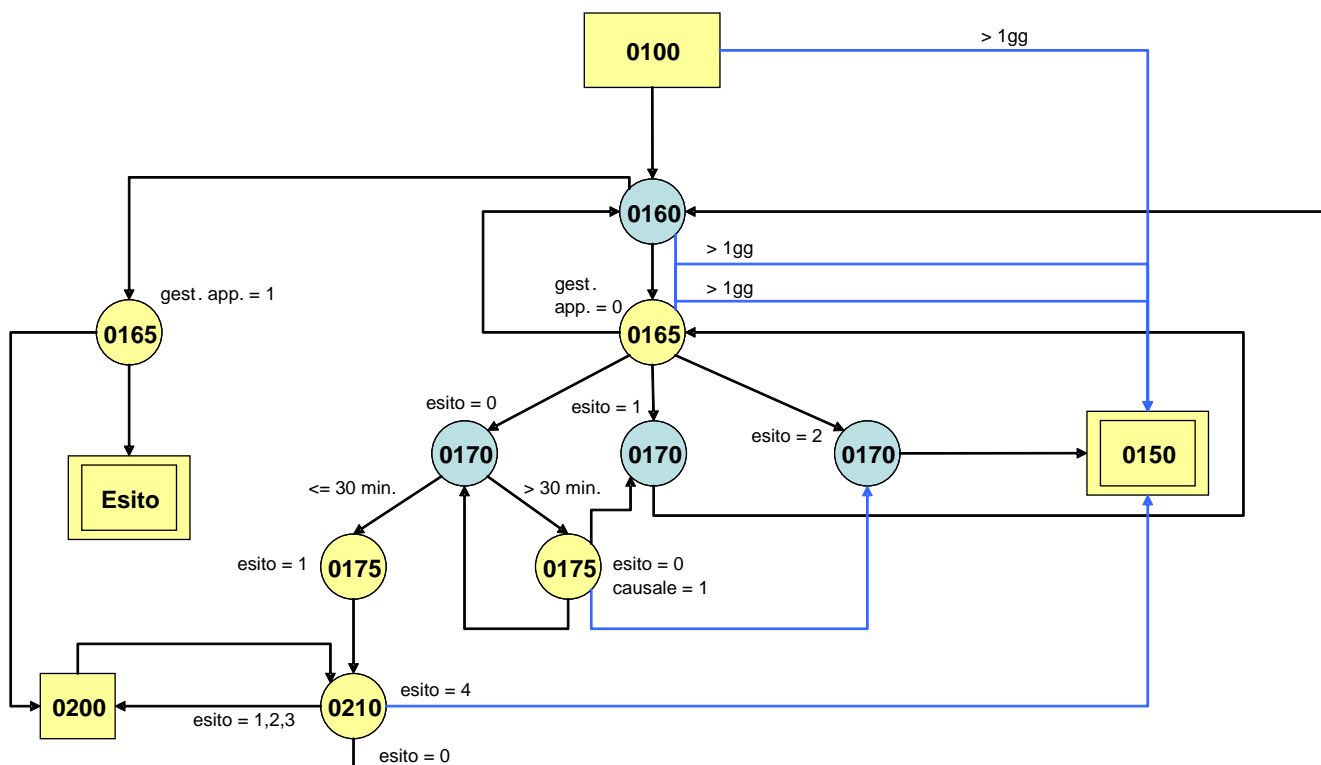 > 1gg
0100
0160
> 1gg
gest.
app. = 0
gest. app. = 1
> 1gg
0165
0165
esito = 0
esito = 1
esito = 2
0170
0170
0170
0150
<= 30 min.
> 30 min.
Esito
esito = 1
0175
0175
esito = 0
causale = 1
esito = 4
0200
esito = 1,2,3
0210
esito = 0